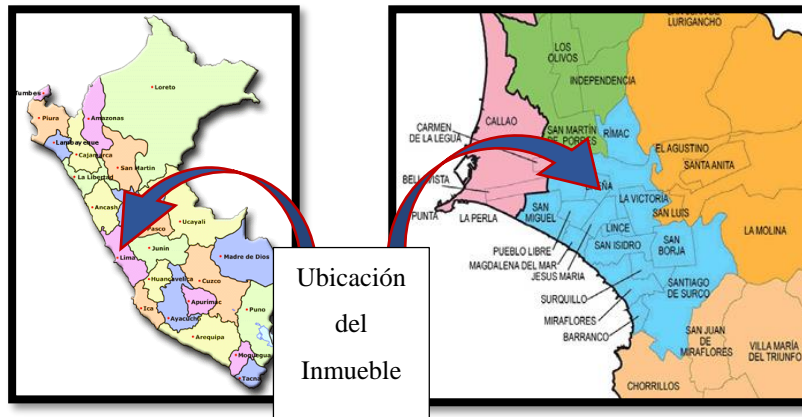 Tumbes
Loreto
Piura
Amazonas
Lambayeque
Cajamarca
San Martin
La Libertad
Ancash
Ucayali
Pasco
Junin
Lima
Madre de Dios
Huancavelica
Cuzco
Ica
Apurimac
Ayacucho
Puno
Arequipa
Moquegua
Tacna
Ubicación
del
Inmueble
LURIGANCHO
LOS
OLIVOS
INDEPENDENCIA
CARMEN
DE LA LEGUA
CALLAO
SAN MARTÍN
DE PORRES
RÍMAC
EL AGUSTINO
SANTA ANITA
BELLAVISTA
PUNTA
LA PERLA
SAN
MIGUEL
LA VICTORIA
SAN LUIS
LINCE
SAN ISIDRO
SAN
BORJA
LA MOLINA
PUEBLO LIBRE
MAGDALENA DEL MAR
JESUS MARIA
SURQUILLO
MIRAFLORES
BARRANCO
SANTIAGO
DE SURCO
SAN JUAN
DE
MIRAFLORES
VILLA MARÍA
DEL TRIUNFO
CHORRILLOS